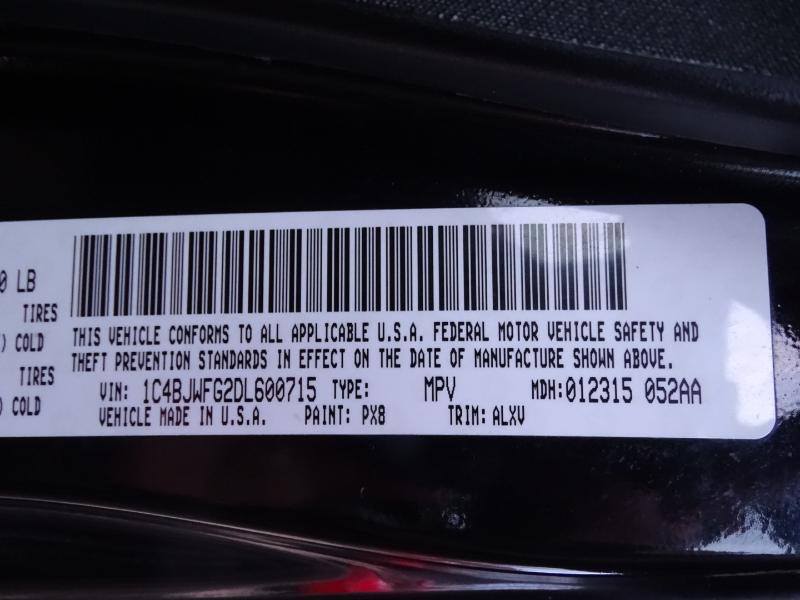 0 LB
TIRES
) COLD
TIRES
) COLD
THIS VEHICLE CONFORMS TO ALL APPLICABLE U.S.A. FEDERAL MOTOR VEHICLE SAFETY AND
THEFT PREVENTION STANDARDS IN EFFECT ON THE DATE OF MANUFACTURE SHOWN ABOVE.
VIN: 1C4BJWFG2DL600715 TYPE: MPV MDH:012315 052AA
VEHICLE MADE IN U.S.A. PAINT: PX8 TRIM: ALXV